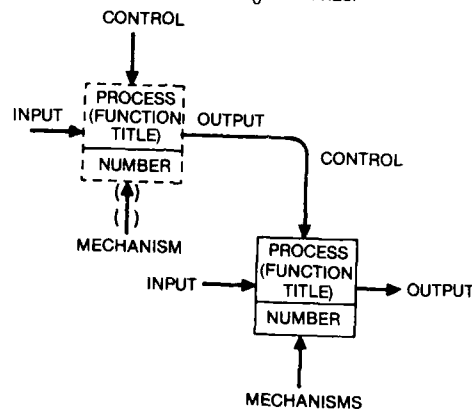 CONTROL
INPUT
PROCESS
(FUNCTION
TITLE)
OUTPUT
NUMBER
CONTROL
( )
( )
MECHANISM
INPUT
PROCESS
(FUNCTION
TITLE)
OUTPUT
NUMBER
MECHANISMS